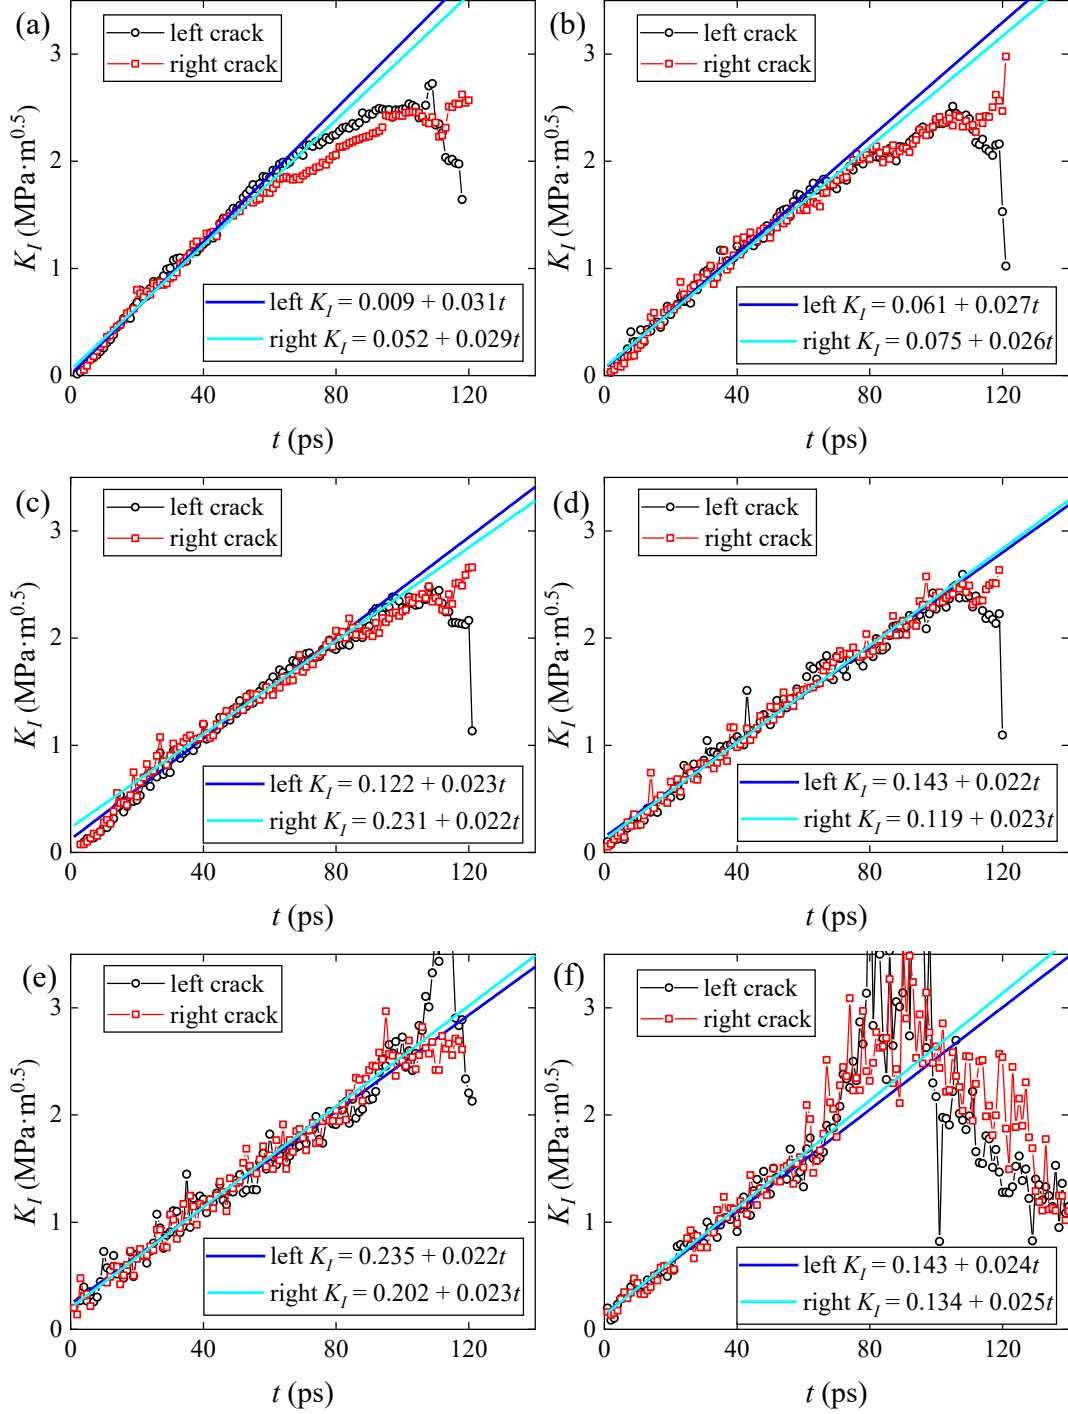 (a)
left crack
right crack
K_I (MPa·m^0.5)
3
2
1
0
left K_I = 0.009 + 0.031t
right K_I = 0.052 + 0.029t
0 40 80 120
t (ps)
(b)
left crack
right crack
K_I (MPa·m^0.5)
3
2
1
0
left K_I = 0.061 + 0.027t
right K_I = 0.075 + 0.026t
0 40 80 120
t (ps)
(c)
left crack
right crack
K_I (MPa·m^0.5)
3
2
1
0
left K_I = 0.122 + 0.023t
right K_I = 0.231 + 0.022t
0 40 80 120
t (ps)
(d)
left crack
right crack
K_I (MPa·m^0.5)
3
2
1
0
left K_I = 0.143 + 0.022t
right K_I = 0.119 + 0.023t
0 40 80 120
t (ps)
(e)
left crack
right crack
K_I (MPa·m^0.5)
3
2
1
0
left K_I = 0.235 + 0.022t
right K_I = 0.202 + 0.023t
0 40 80 120
t (ps)
(f)
left crack
right crack
K_I (MPa·m^0.5)
3
2
1
0
left K_I = 0.143 + 0.024t
right K_I = 0.134 + 0.025t
0 40 80 120
t (ps)